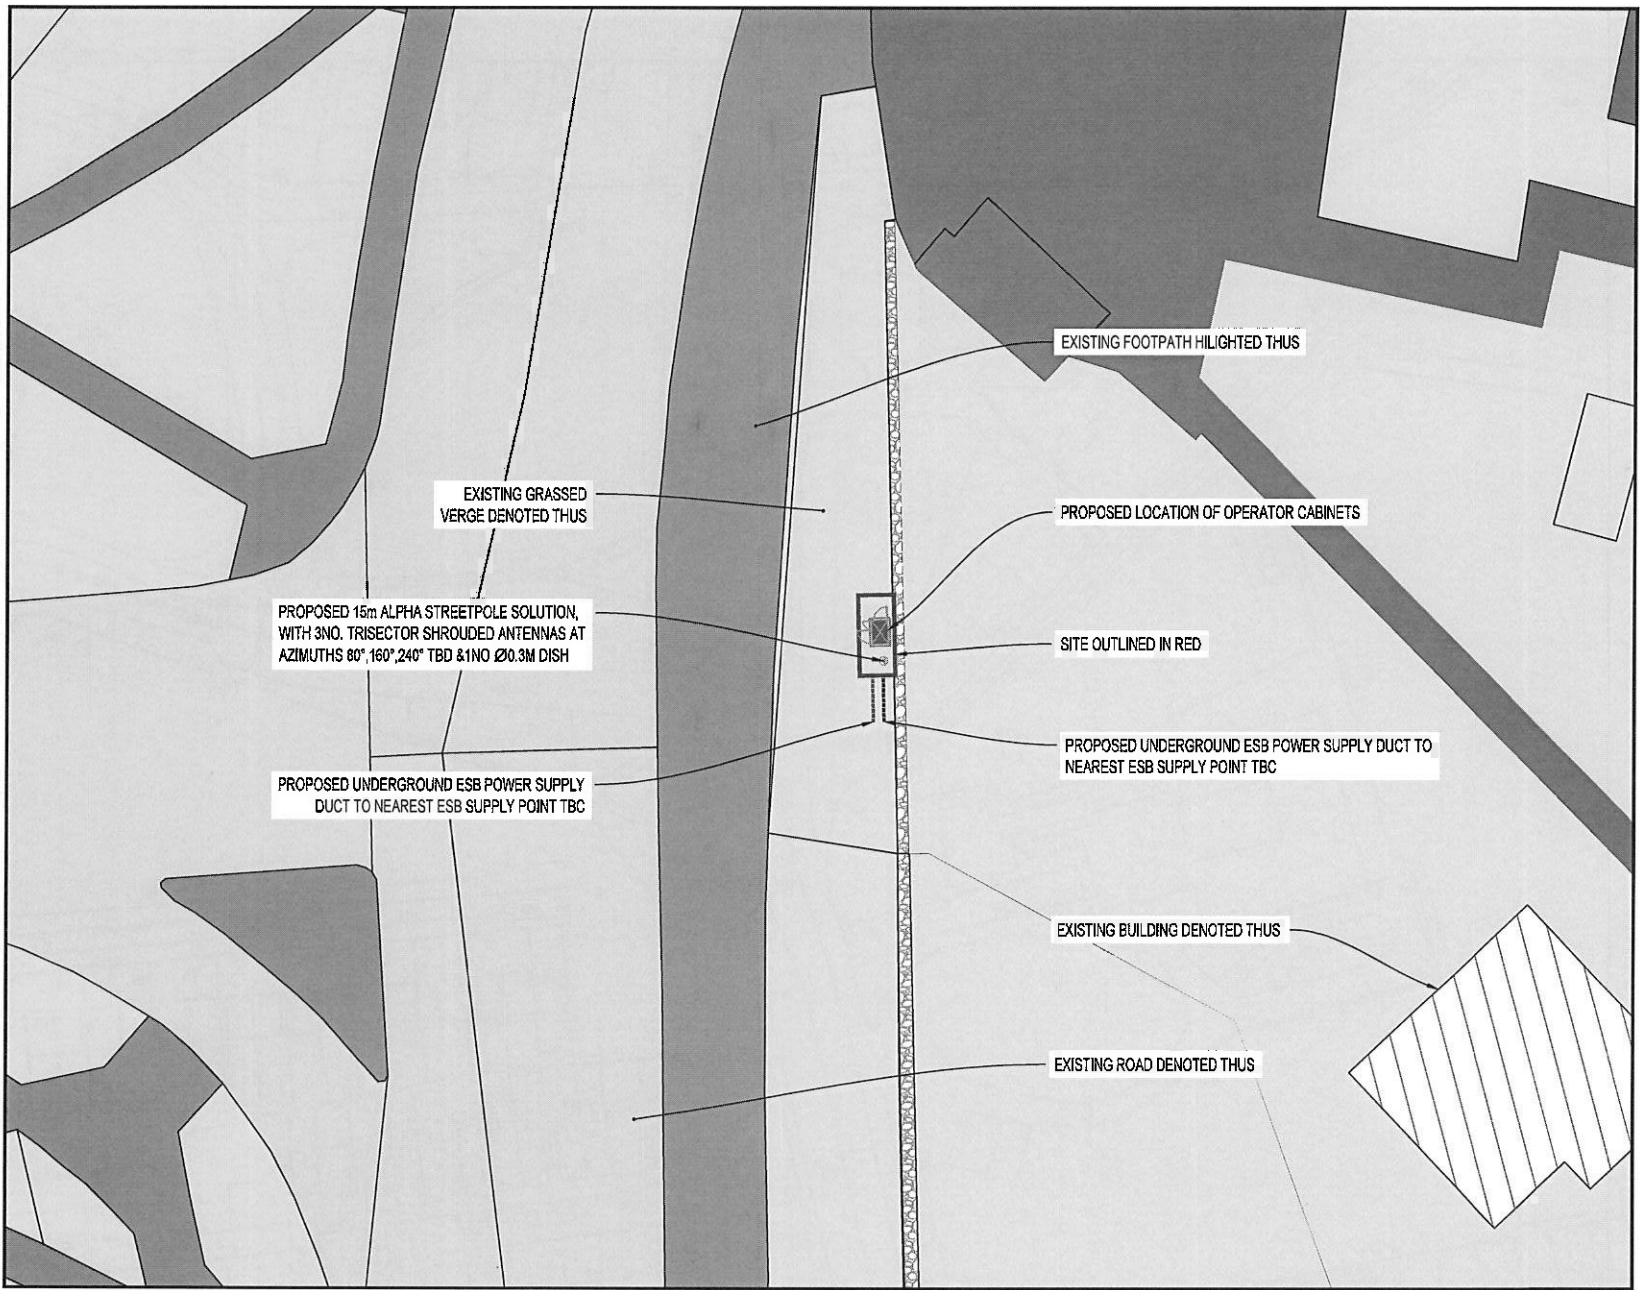 EXISTING FOOTPATH HILIGHTED THUS
EXISTING GRASSED
VERGE DENOTED THUS
PROPOSED LOCATION OF OPERATOR CABINETS
PROPOSED 15m ALPHA STREETPOLE SOLUTION,
WITH 3NO. TRISECTOR SHROUDED ANTENNAS AT
AZIMUTHS 80°,160°,240° TBD &1NO Ø0.3M DISH
SITE OUTLINED IN RED
PROPOSED UNDERGROUND ESB POWER SUPPLY DUCT TO
NEAREST ESB SUPPLY POINT TBC
PROPOSED UNDERGROUND ESB POWER SUPPLY
DUCT TO NEAREST ESB SUPPLY POINT TBC
EXISTING BUILDING DENOTED THUS
EXISTING ROAD DENOTED THUS